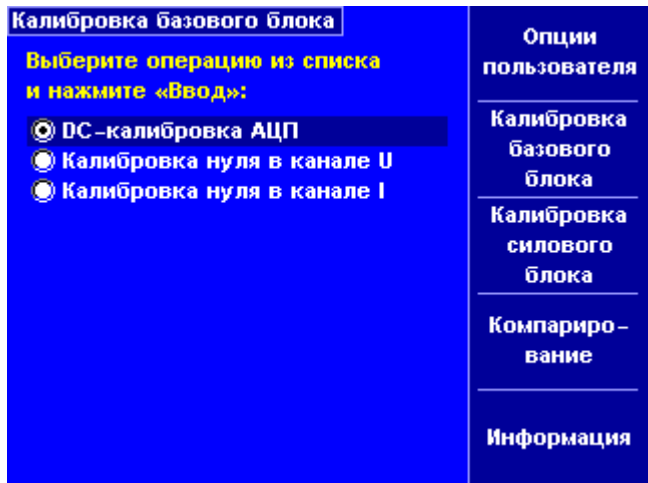 Калибровка базового блока
Выберите операцию из списка
и нажмите «Ввод»:
DC-калибровка АЦП
Калибровка нуля в канале U
Калибровка нуля в канале I
Опции
пользователя
Калибровка
базового
блока
Калибровка
силового
блока
Компариро-
вание
Информация